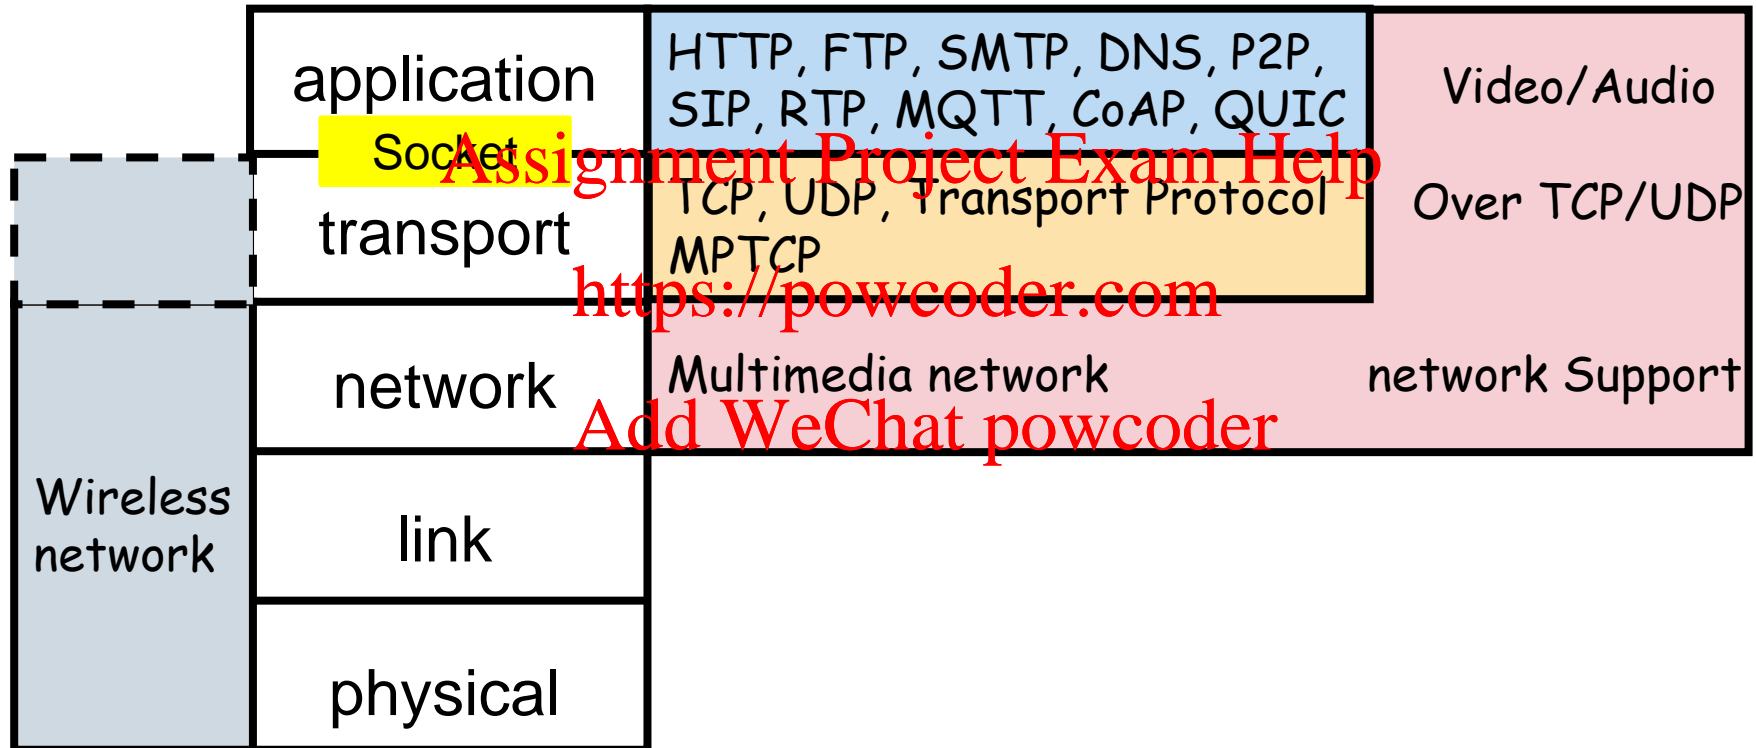 application
HTTP, FTP, SMTP, DNS, P2P,
SIP, RTP, MQTT, CoAP, QUIC
Video/Audio
Socket
Assignment Project Exam Help
transport
TCP, UDP, Transport Protocol
MPTCP
Over TCP/UDP
https://powcoder.com
network
Multimedia network
network Support
Add WeChat powcoder
Wireless
network
link
physical